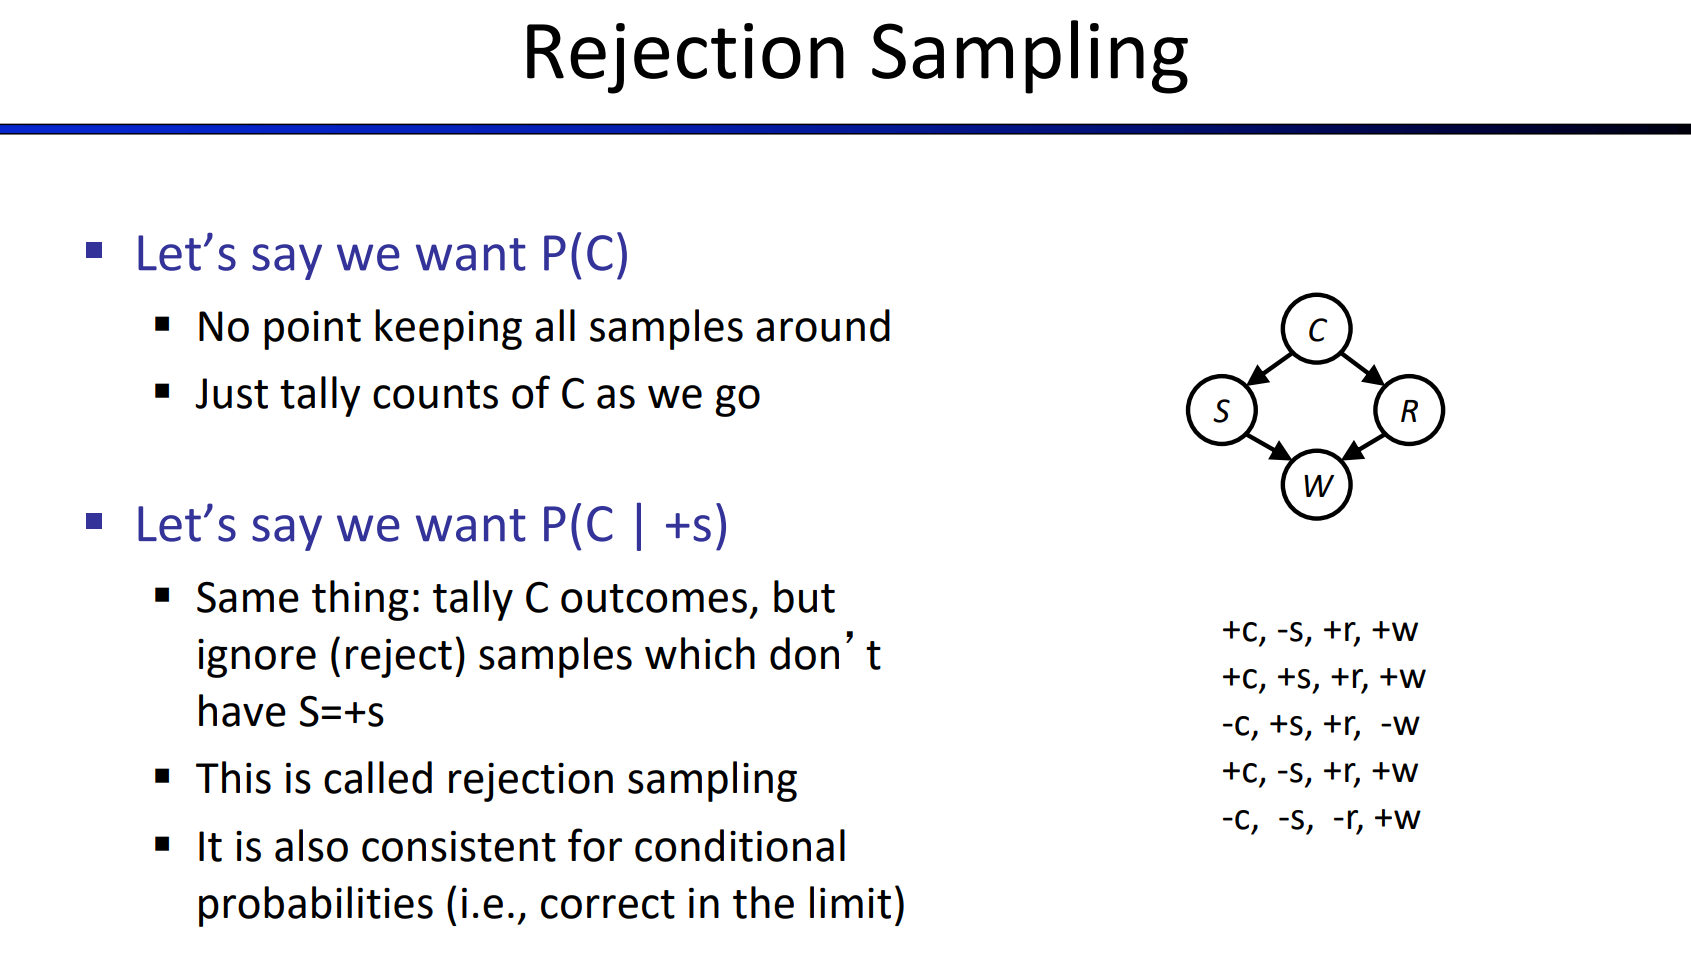 Rejection Sampling
▪ Let’s say we want P(C)
▪ No point keeping all samples around
▪ Just tally counts of C as we go
▪ Let’s say we want P(C | +s)
▪ Same thing: tally C outcomes, but
ignore (reject) samples which don’t
have S=+s
▪ This is called rejection sampling
▪ It is also consistent for conditional
probabilities (i.e., correct in the limit)
C
S
R
W
+c, -s, +r, +w
+c, +s, +r, +w
-c, +s, +r, -w
+c, -s, +r, +w
-c, -s, -r, +w